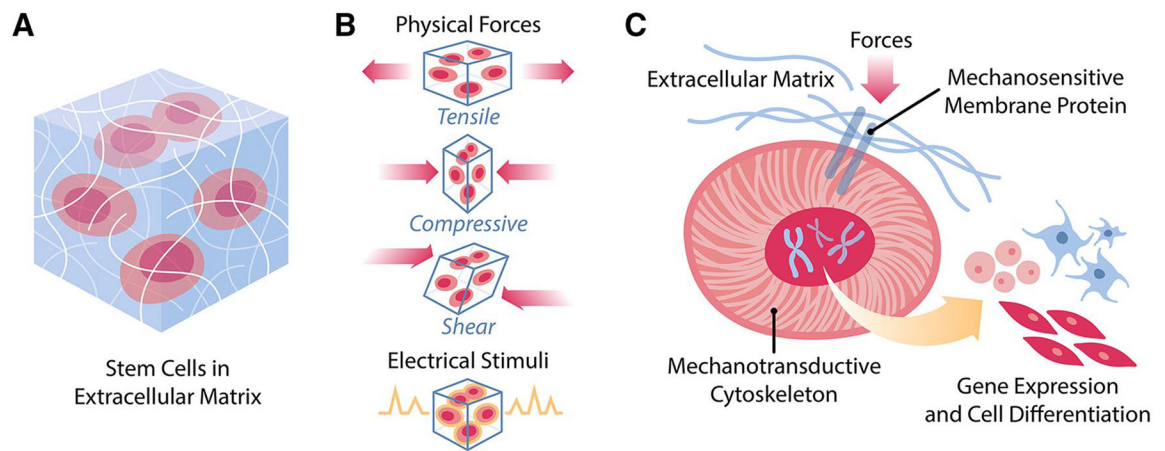 A
Stem Cells in
Extracellular Matrix
B
Physical Forces
Tensile
Compressive
Shear
Electrical Stimuli
C
Forces
Extracellular Matrix
Mechanosensitive
Membrane Protein
Mechanotransductive
Cytoskeleton
Gene Expression
and Cell Differentiation